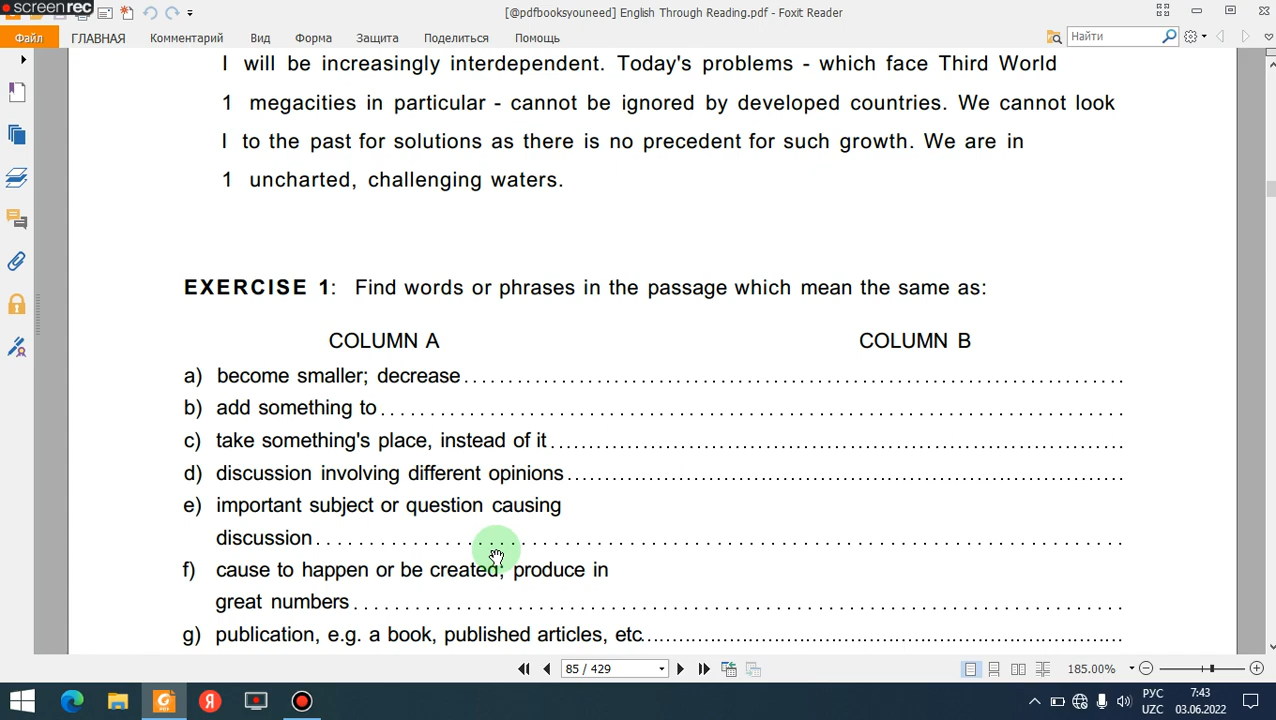 screenrec
[@pdfbooksyouneed] English Through Reading.pdf - Foxit Reader
Файл ГЛАВНАЯ Комментарий Вид Форма Защита Поделиться Помощь Найти
I will be increasingly interdependent. Today's problems - which face Third World
1 megacities in particular - cannot be ignored by developed countries. We cannot look
I to the past for solutions as there is no precedent for such growth. We are in
1 uncharted, challenging waters.
EXERCISE 1: Find words or phrases in the passage which mean the same as:
COLUMN A COLUMN B
a) become smaller; decrease
b) add something to
c) take something's place, instead of it
d) discussion involving different opinions
e) important subject or question causing
discussion
f) cause to happen or be created; produce in
great numbers
g) publication, e.g. a book, published articles, etc.
85 / 429 185.00%
РУС 7:43
UZC 03.06.2022